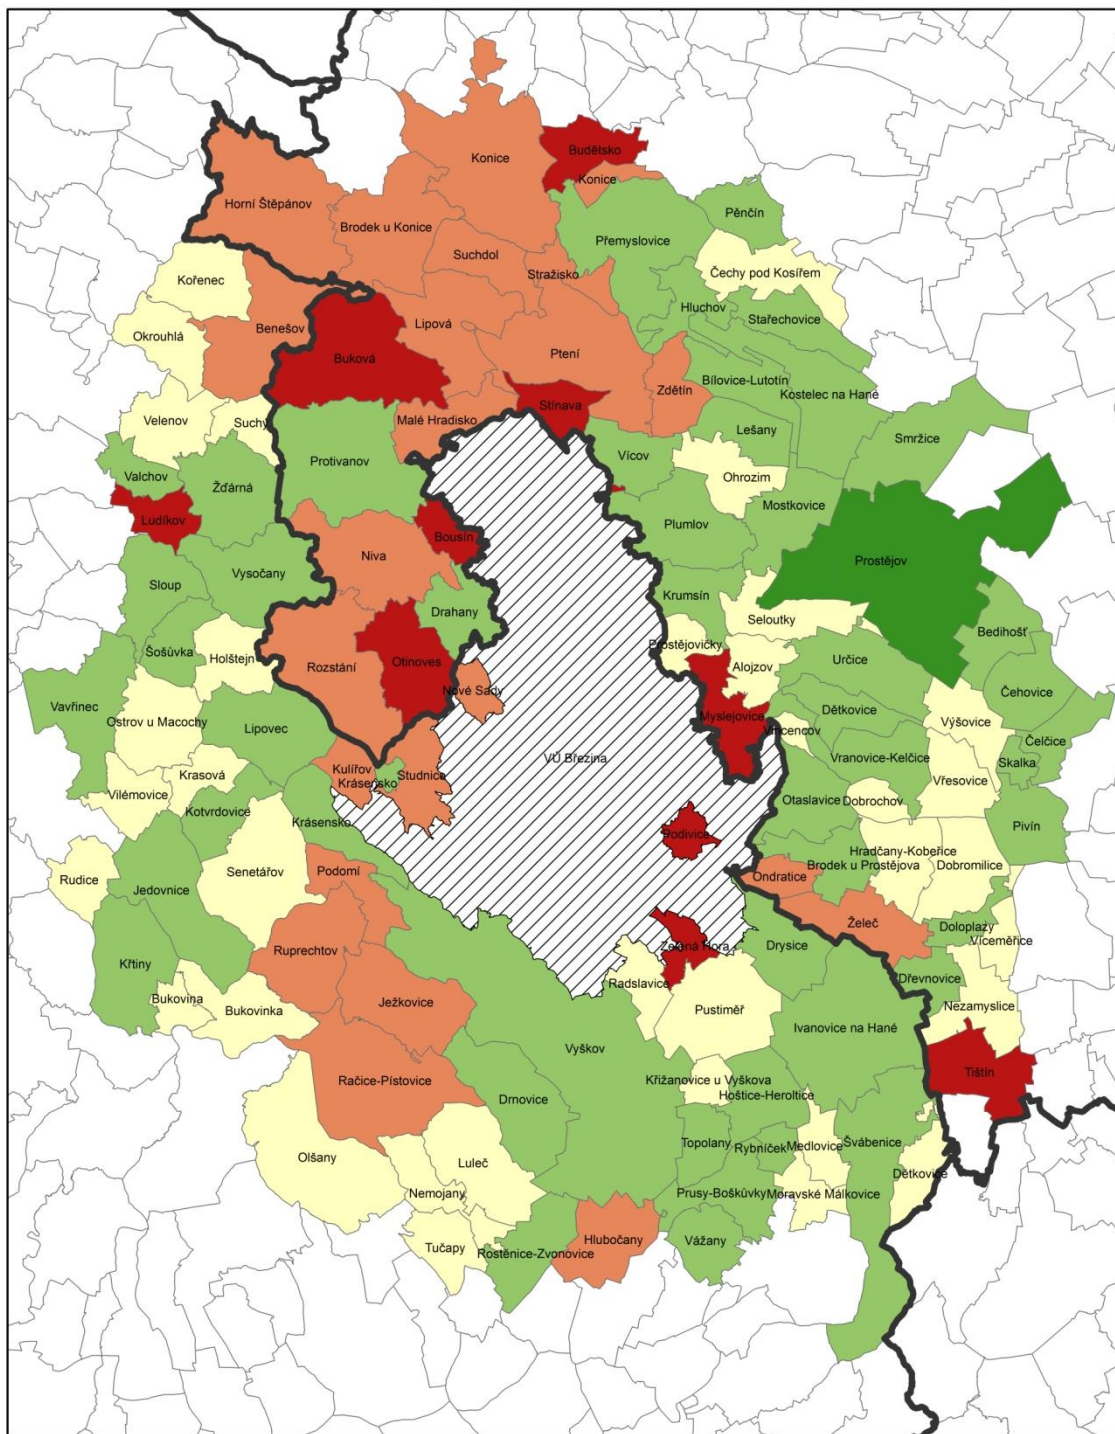 Budětsko
Konice
Konice
Horní Štěpánov
Pěnčín
Brodek u Konice
Přemyslovice
Suchdol
Čechy pod Kosířem
Kořenec
Stražisko
Hluchov
Stařechovice
Benešov
Lipová
Okrouhlá
Ptení
Buková
Bílovice-Lutotín
Zdětín
Kostelec na Hané
Stínava
Velenov
Suchý
Malé Hradisko
Lešany
Smržice
Vícov
Protivanov
Valchov
Žďárná
Ohrozim
Mostkovice
Ludíkov
Plumlov
Bousín
Niva
Prostějov
Vysočany
Sloup
Krumsín
Drahany
Seloutky
Bedihošť
Šošůvka
Prostějovičky
Holštejn
Otinoves
Určice
Rozstání
Alojzov
Nové Sady
Čehovice
Vavřinec
Dětkovice
Myslejovice
Ostrov u Macochy
Lipovec
Výšovice
Vincencov
Čelčice
VÚ Březina
Vranovice-Kelčice
Skalka
Kulířov
Krasová
Studnice
Krásensko
Vřesovice
Vilémovice
Otaslavice
Dobrochov
Kotvrdovice
Krásensko
Pivín
Rodivice
Hradčany-Kobeřice
Brodek u Prostějova
Dobromilice
Senetářov
Podomí
Ondratice
Rudice
Jedovnice
Želeč
Doloplazy
Víceměřice
Zelená Hora
Drysice
Ruprechtov
Křtiny
Dřevnovice
Radslavice
Bukovina
Ježkovice
Nezamyslice
Bukovinka
Pustiměř
Ivanovice na Hané
Vyškov
Tištín
Račice-Pístovice
Křižanovice u Vyškova
Hoštice-Heroltice
Drnovice
Topolany
Rybníček
Medlovice
Švábenice
Olšany
Luleč
Dětkovice
Nemojany
Prusy-Boškůvky
Moravské Málkovice
Hlubočany
Vážany
Tučapy
Rostěnice-Zvonovice